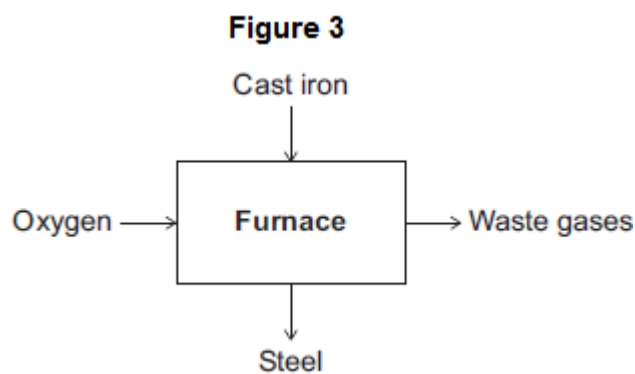 Figure 3
Cast iron
Oxygen
Furnace
Waste gases
Steel